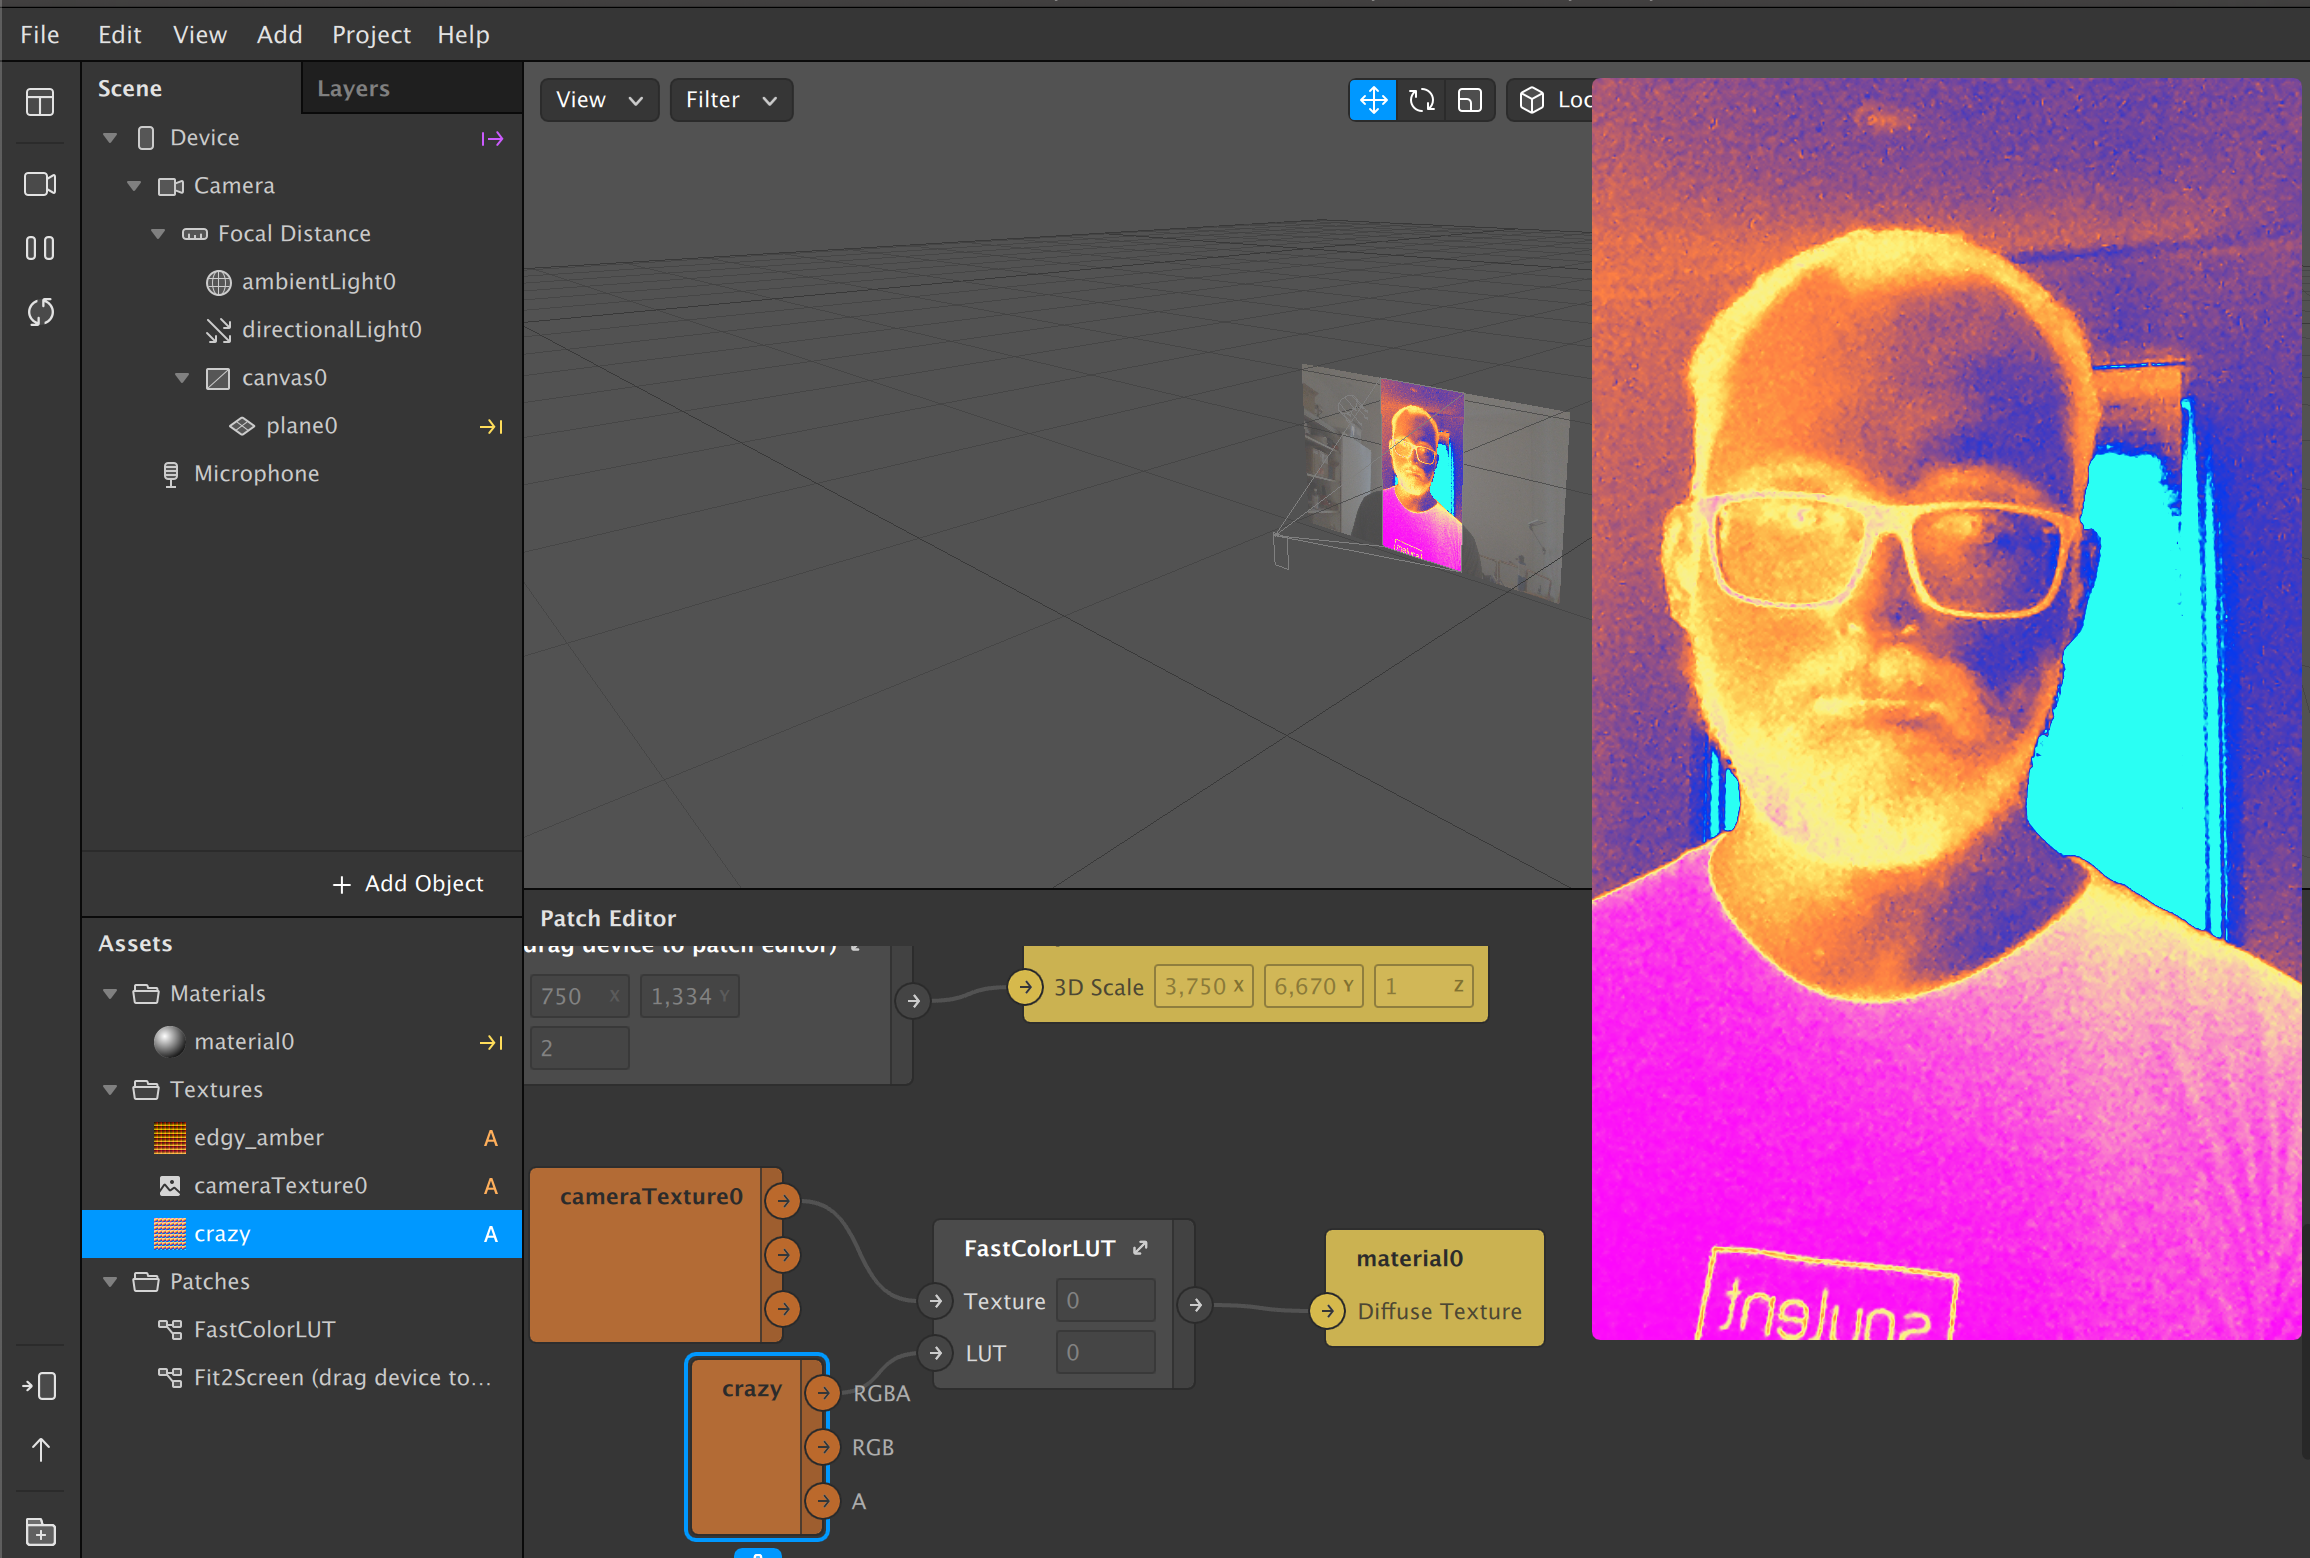 File Edit View Add Project Help
Scene Layers
Device
Camera
Focal Distance
ambientLight0
directionalLight0
canvas0
plane0
Microphone
+ Add Object
View Filter
Loc
Assets
Materials
material0
Textures
edgy_amber A
cameraTexture0 A
crazy A
Patches
FastColorLUT
Fit2Screen (drag device to...
Patch Editor
drag device to patch editor)
750 X 1,334 Y
2
3D Scale 3,750 X 6,670 Y 1 Z
cameraTexture0
FastColorLUT
Texture 0
LUT 0
material0
Diffuse Texture
crazy
RGBA
RGB
A